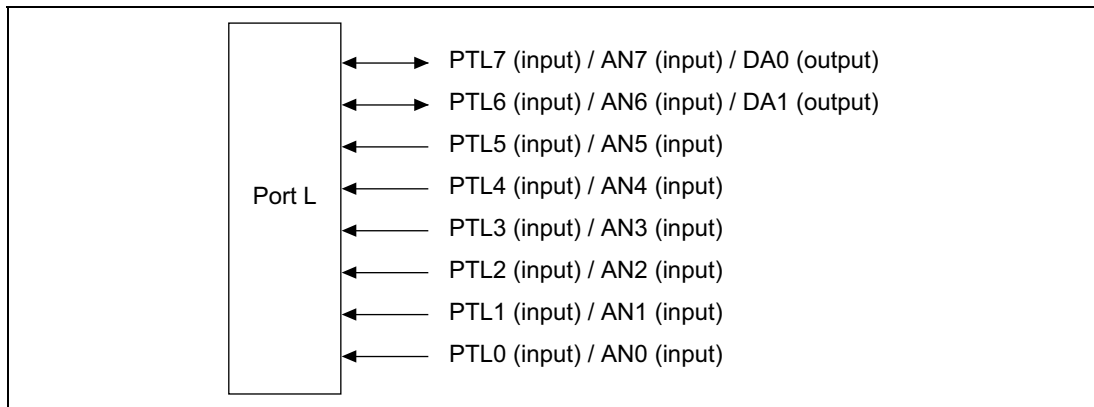 PTL7 (input) / AN7 (input) / DA0 (output)
PTL6 (input) / AN6 (input) / DA1 (output)
PTL5 (input) / AN5 (input)
PTL4 (input) / AN4 (input)
Port L
PTL3 (input) / AN3 (input)
PTL2 (input) / AN2 (input)
PTL1 (input) / AN1 (input)
PTL0 (input) / AN0 (input)